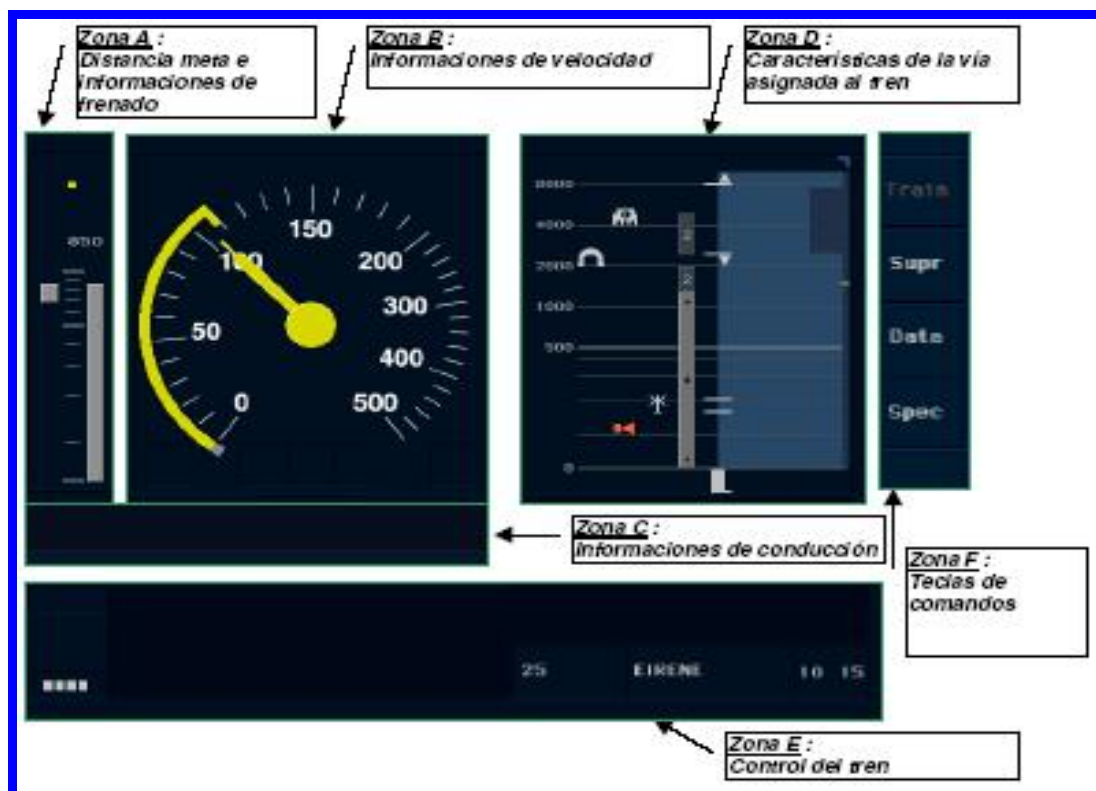 Zona A :
Distancia meta e
informaciones de
frenado
Zona B :
Informaciones de velocidad
Zona D :
Características de la vía
asignada al tren
850
0
50
100
150
200
300
400
500
4000
2000
1000
500
0
Supr
Data
Spec
Zona C :
Informaciones de conducción
Zona F :
Teclas de
comandos
25 EIRENE 10 15
Zona E :
Control del tren